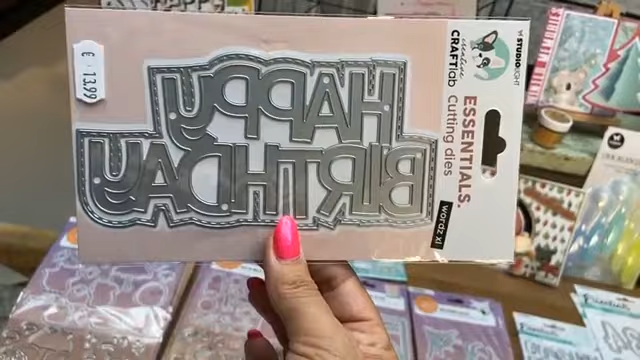 € 13,99
HAPPY
BIRTHDAY
STUDIOLIGHT
creative
CRAFTlab
ESSENTIALS.
Cutting dies
wordz xl